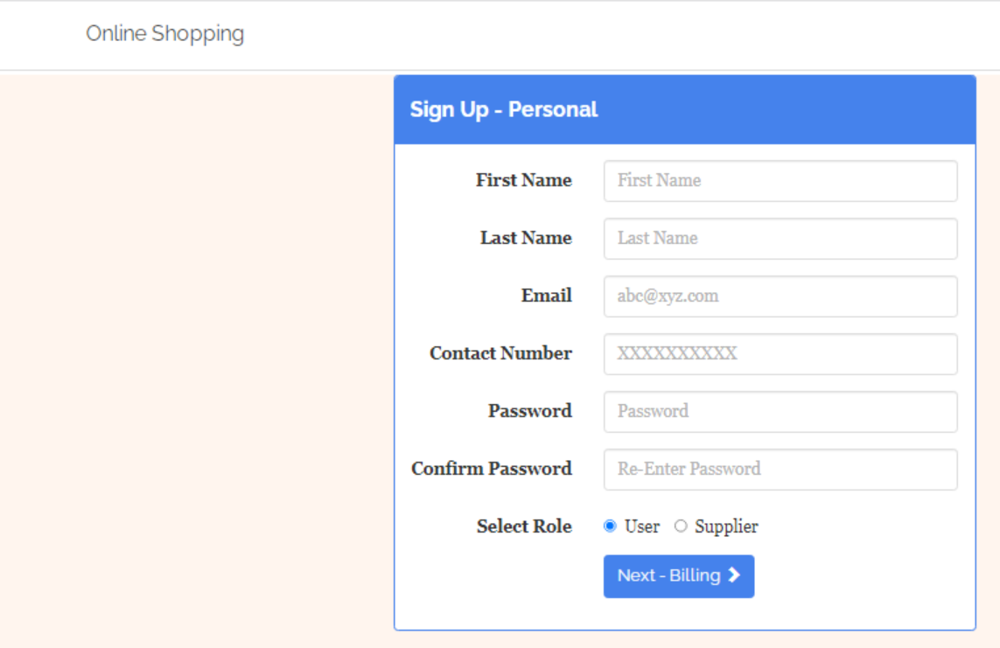 Online Shopping
Sign Up - Personal
First Name First Name
Last Name Last Name
Email abc@xyz.com
Contact Number XXXXXXXXXX
Password Password
Confirm Password Re-Enter Password
Select Role User Supplier
Next - Billing